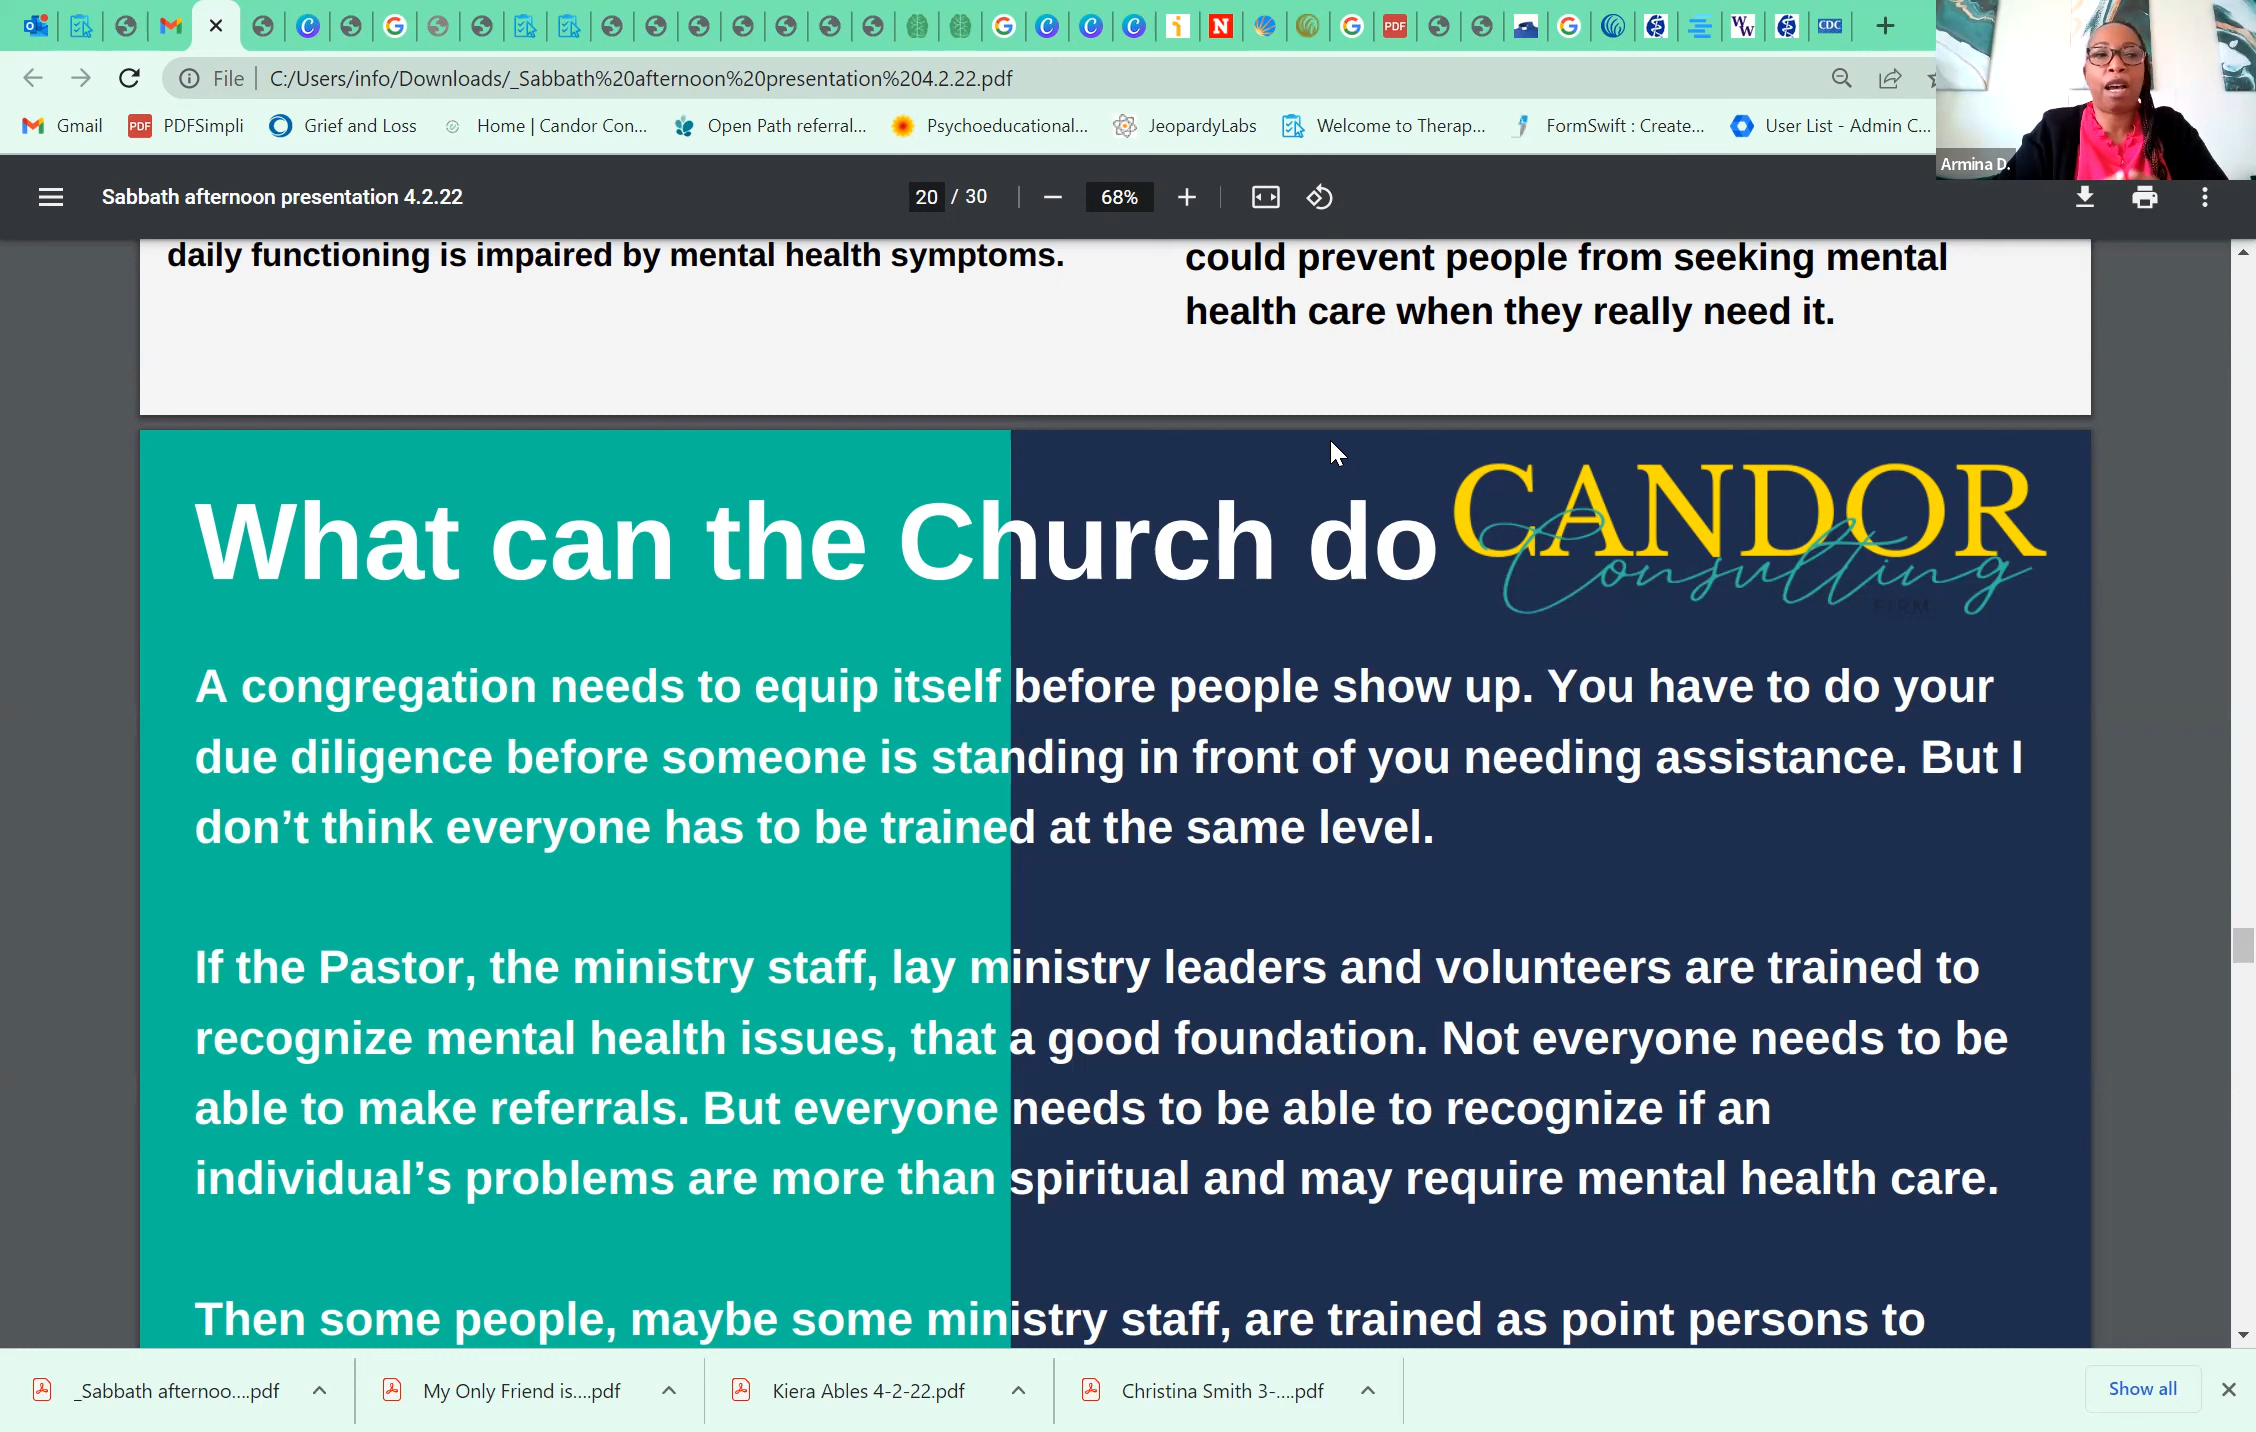 File
C:/Users/info/Downloads/_Sabbath%20afternoon%20presentation%204.2.22.pdf
Gmail
PDFSimpli
Grief and Loss
Home | Candor Con...
Open Path referral...
Psychoeducational...
JeopardyLabs
Welcome to Therap...
FormSwift : Create...
User List - Admin C...
Armina D.
Sabbath afternoon presentation 4.2.22
20 / 30
68%
daily functioning is impaired by mental health symptoms.
could prevent people from seeking mental
health care when they really need it.
What can the Church do
CANDOR
Consulting
FIRM
A congregation needs to equip itself before people show up. You have to do your
due diligence before someone is standing in front of you needing assistance. But I
don’t think everyone has to be trained at the same level.
If the Pastor, the ministry staff, lay ministry leaders and volunteers are trained to
recognize mental health issues, that a good foundation. Not everyone needs to be
able to make referrals. But everyone needs to be able to recognize if an
individual’s problems are more than spiritual and may require mental health care.
Then some people, maybe some ministry staff, are trained as point persons to
_Sabbath afternoo....pdf
My Only Friend is....pdf
Kiera Ables 4-2-22.pdf
Christina Smith 3-....pdf
Show all